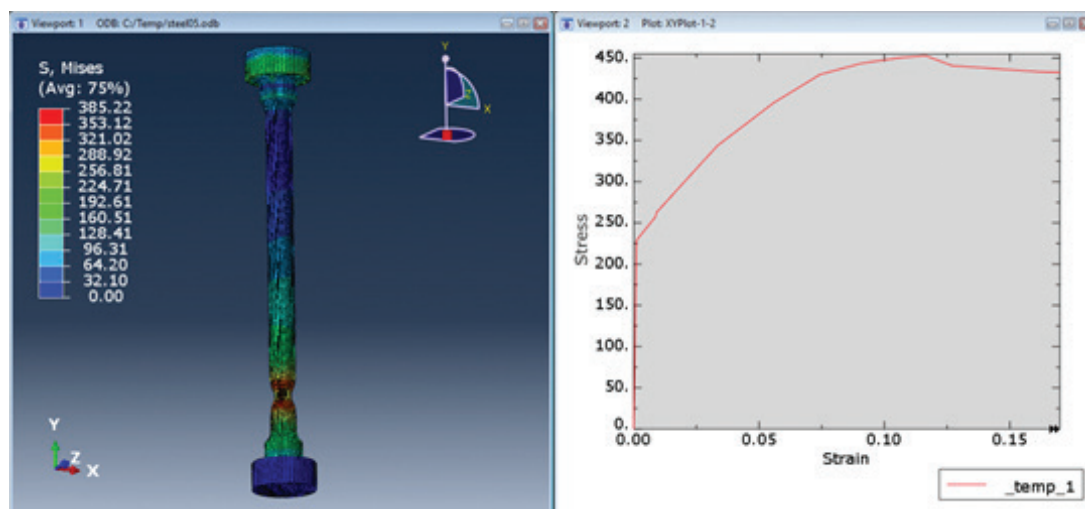 Viewport: 1 ODB: C:/Temp/steel05.odb
S, Mises
(Avg: 75%)
385.22
353.12
321.02
288.92
256.81
224.71
192.61
160.51
128.41
96.31
64.20
32.10
0.00
Y
Z
X
Y
Z
X
Viewport: 2 Plot: XYPlot-1-2
450.
400.
350.
300.
250.
200.
150.
100.
50.
0.
Stress
0.00 0.05 0.10 0.15
Strain
_temp_1